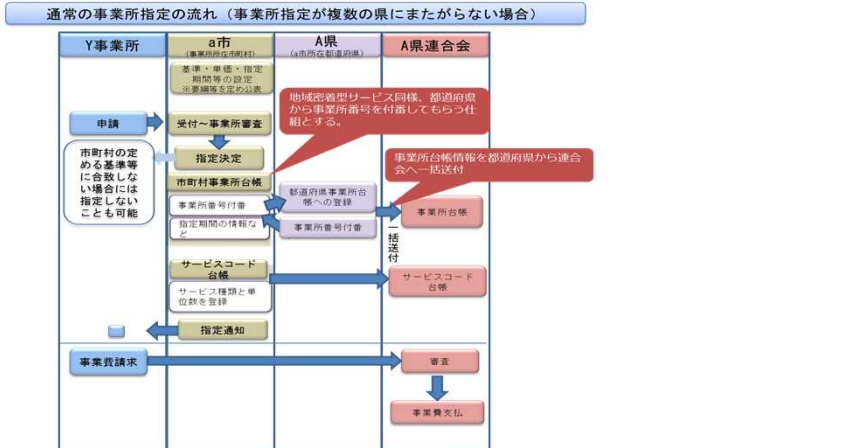 通常の事業所指定の流れ（事業所指定が複数の県にまたがらない場合）
Y事業所
a市
（事業所所在市町村）
A県
（a市所在都道府県）
A県連合会
基準・単価・指定
期間等の設定
※要綱等を定め公表
地域密着型サービス同様、都道府県
から事業所番号を付番してもらう仕
組とする。
申請
受付～事業所審査
市町村の定
める基準等
に合致しな
い場合には
指定しない
ことも可能
指定決定
事業所台帳情報を都道府県から連合
会へ一括送付
市町村事業所台帳
事業所番号付番
指定期間の情報な
ど
都道府県事業所台
帳への登録
事業所番号付番
事業所台帳
一括送付
サービスコード
台帳
サービス種類と単
位数を登録
サービスコード
台帳
指定通知
事業費請求
審査
事業費支払